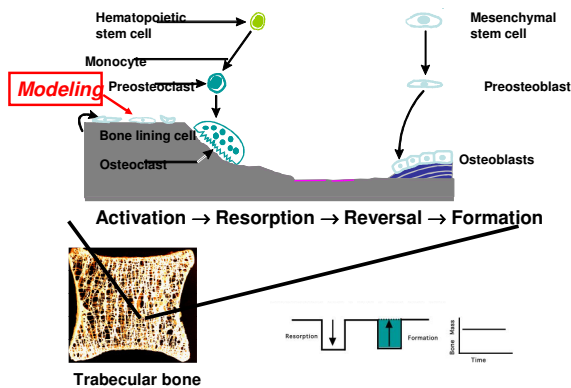 Hematopoietic
stem cell
Mesenchymal
stem cell
Monocyte
Preosteoclast
Preosteoblast
Modeling
Bone lining cell
Osteoclast
Osteoblasts
Activation → Resorption → Reversal → Formation
Resorption
Formation
Bone Mass
Time
Trabecular bone